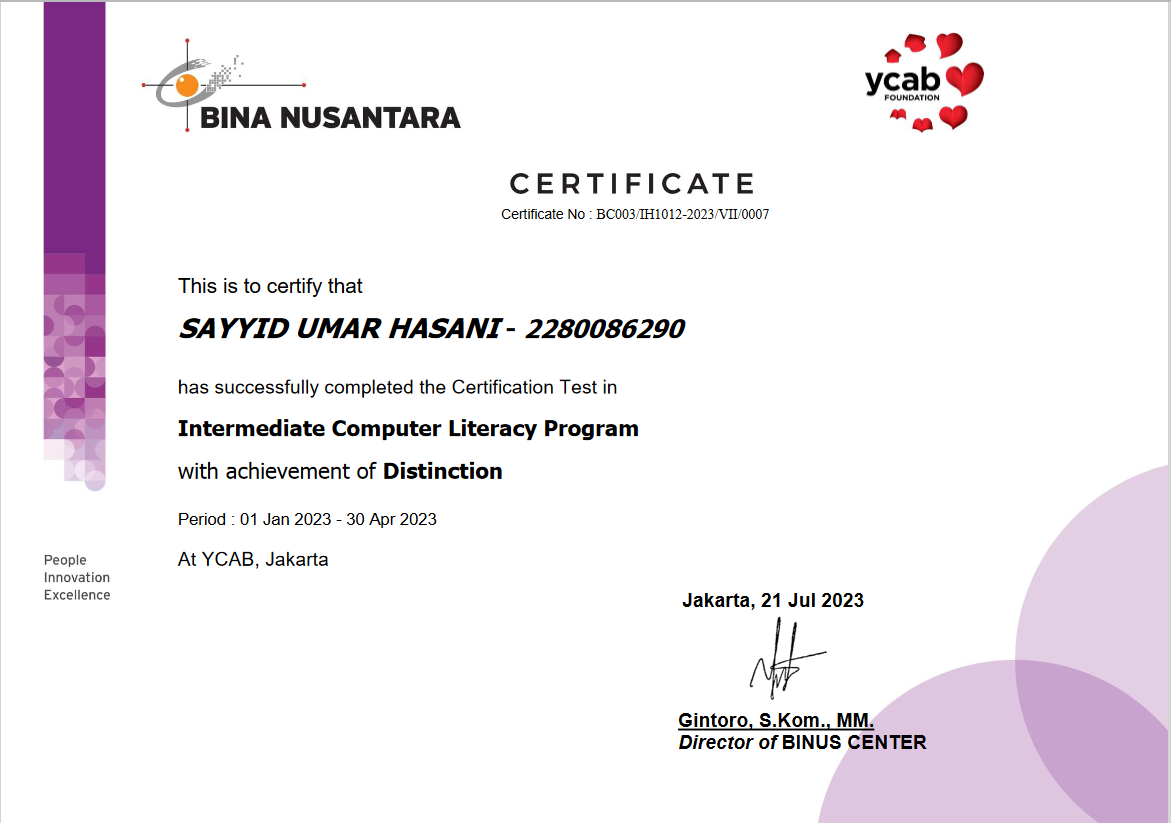 BINA NUSANTARA
ycab
FOUNDATION
CERTIFICATE
Certificate No : BC003/IH1012-2023/VII/0007
This is to certify that
SAYYID UMAR HASANI - 2280086290
has successfully completed the Certification Test in
Intermediate Computer Literacy Program
with achievement of Distinction
Period : 01 Jan 2023 - 30 Apr 2023
At YCAB, Jakarta
People
Innovation
Excellence
Jakarta, 21 Jul 2023
Gintoro, S.Kom., MM.
Director of BINUS CENTER